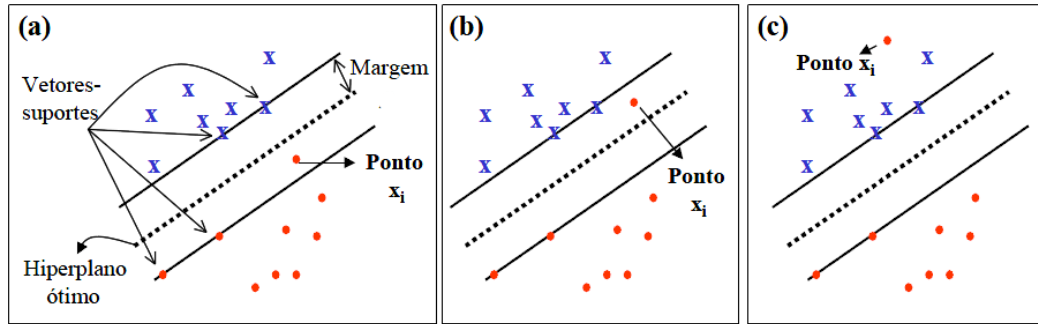 (a)
Vetores-
suportes
Margem
Ponto
xᵢ
Hiperplano
ótimo
(b)
Ponto
xᵢ
(c)
Ponto xᵢ